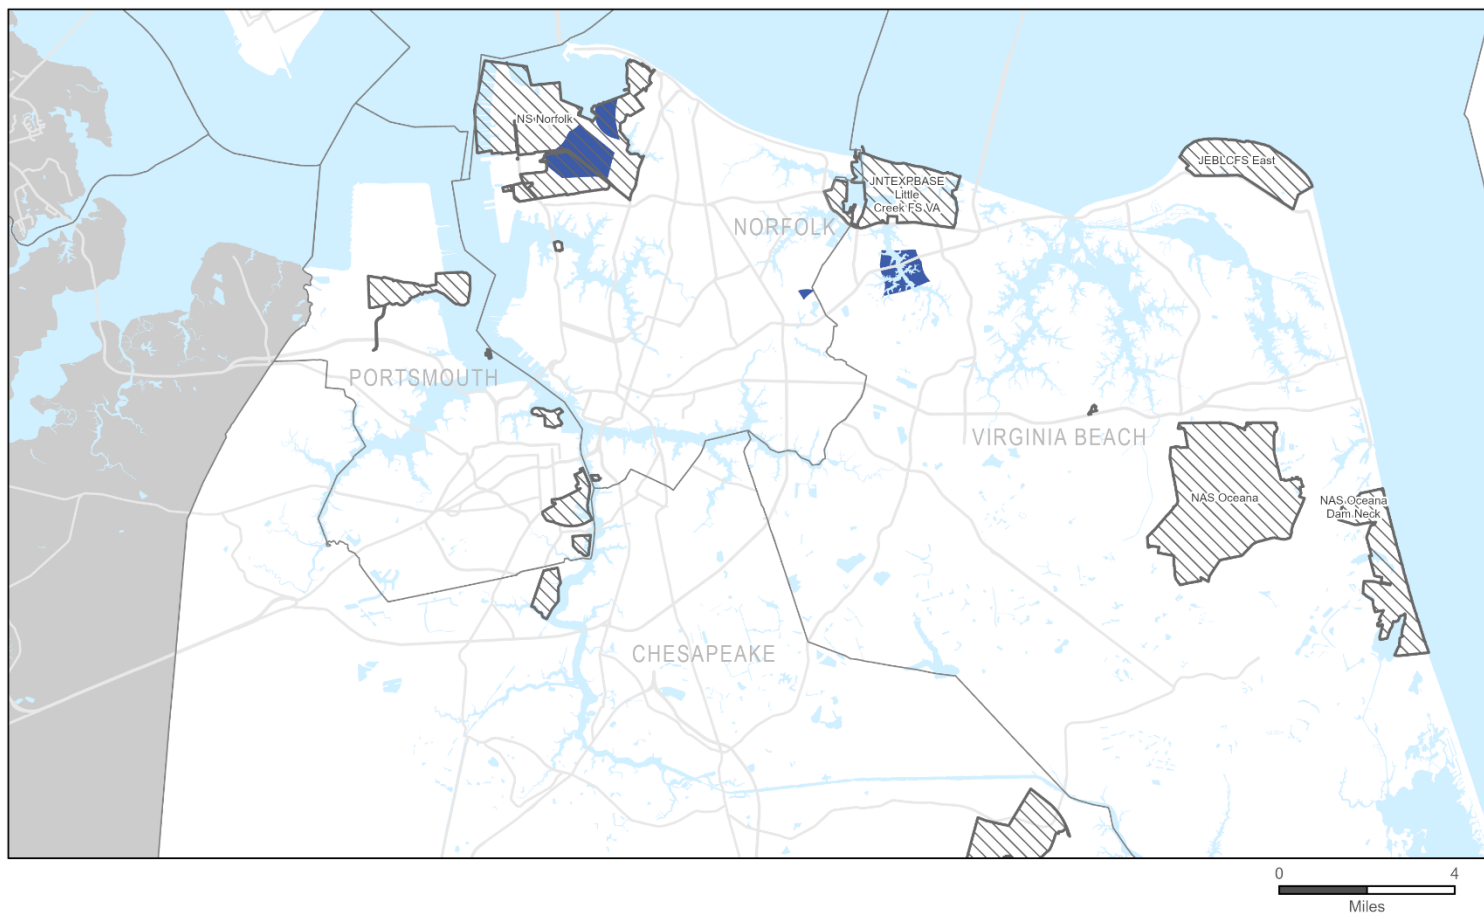 NS Norfolk
JEBLCFS East
JNTEXPBASE
Little
Creek FS VA
NORFOLK
PORTSMOUTH
VIRGINIA BEACH
NAS Oceana
NAS Oceana
Dam Neck
CHESAPEAKE
0 4
Miles